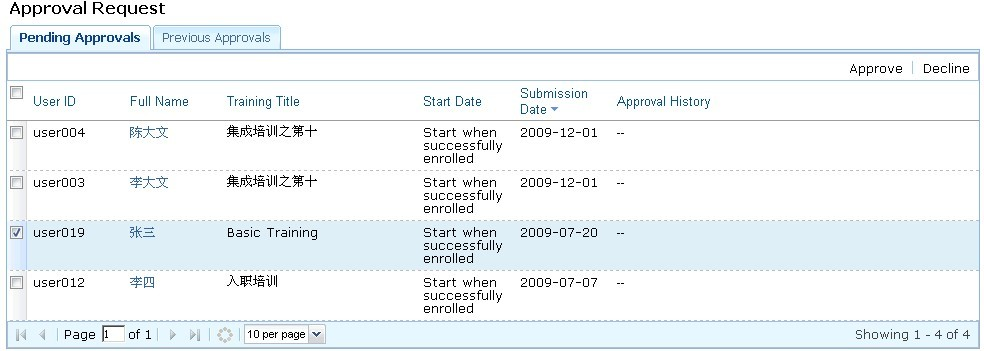 Approval Request
Pending Approvals Previous Approvals
Approve Decline
User ID Full Name Training Title Start Date Submission Date Approval History
user004 陈大文 集成培训之第十 Start when successfully enrolled 2009-12-01 --
user003 李大文 集成培训之第十 Start when successfully enrolled 2009-12-01 --
user019 张三 Basic Training Start when successfully enrolled 2009-07-20 --
user012 李四 入职培训 Start when successfully enrolled 2009-07-07 --
Page 1 of 1 10 per page Showing 1 - 4 of 4